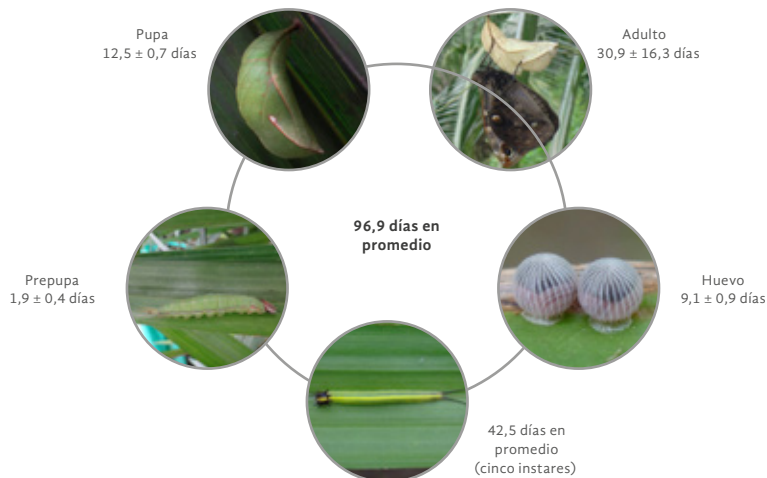 Pupa
12,5 ± 0,7 días
Adulto
30,9 ± 16,3 días
96,9 días en
promedio
Prepupa
1,9 ± 0,4 días
Huevo
9,1 ± 0,9 días
42,5 días en
promedio
(cinco instares)